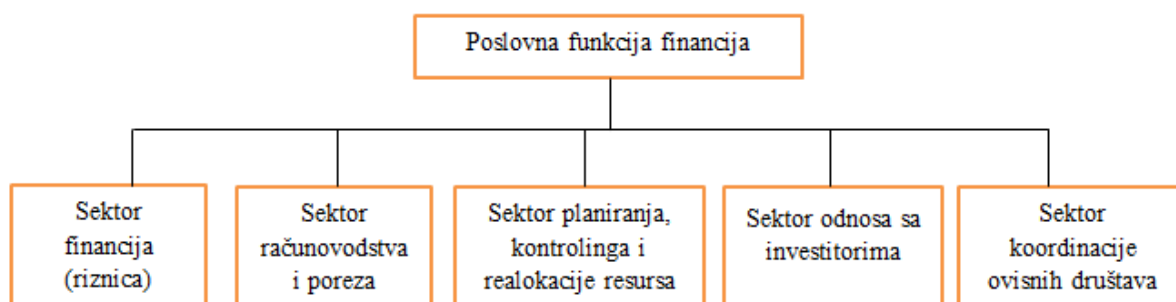 Poslovna funkcija financija
Sektor
financija
(riznica)
Sektor
računovodstva
i poreza
Sektor planiranja,
kontrolinga i
realokacije resursa
Sektor odnosa sa
investitorima
Sektor
koordinacije
ovisnih društava